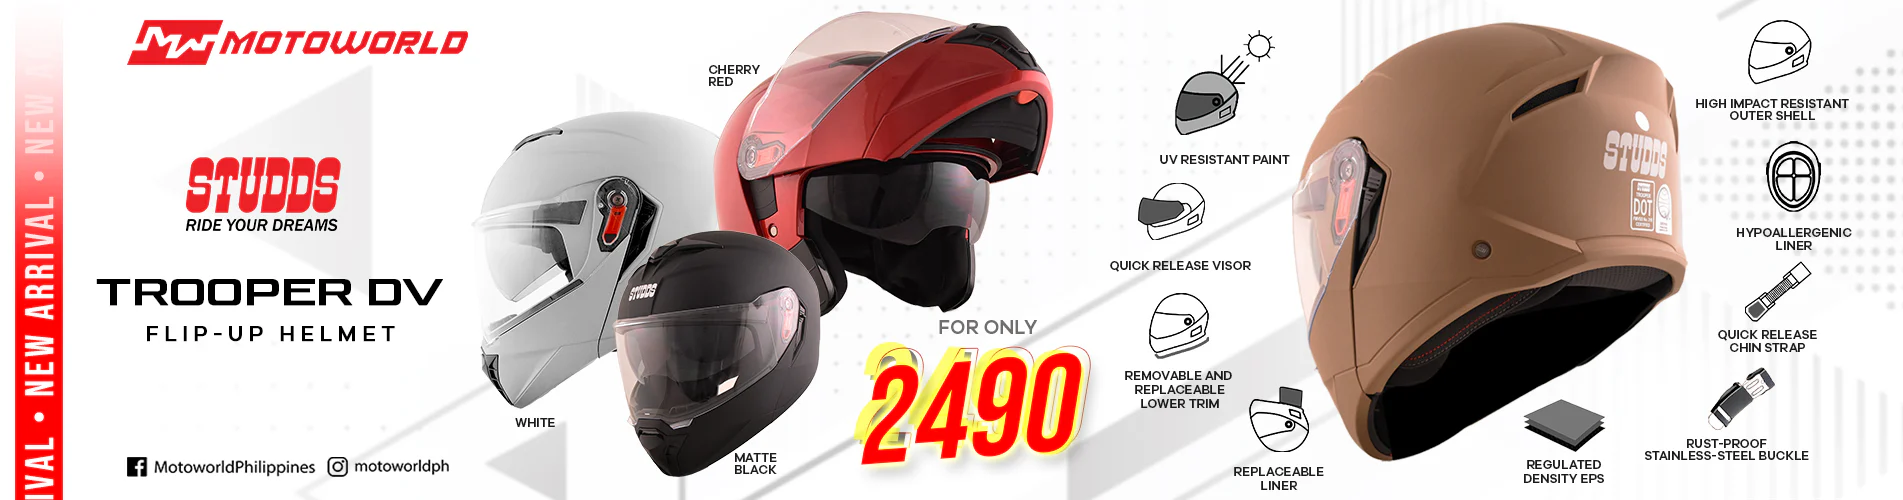 NEW ARRIVAL • NEW ARRIVAL • NEW A
MW MOTOWORLD
STUDDS
RIDE YOUR DREAMS
TROOPER DV
FLIP-UP HELMET
MotoworldPhilippines
motoworldph
CHERRY
RED
WHITE
STUDDS
MATTE
BLACK
FOR ONLY
2490
UV RESISTANT PAINT
QUICK RELEASE VISOR
REMOVABLE AND
REPLACEABLE
LOWER TRIM
REPLACEABLE
LINER
STUDDS
DOT
HIGH IMPACT RESISTANT
OUTER SHELL
HYPOALLERGENIC
LINER
QUICK RELEASE
CHIN STRAP
RUST-PROOF
STAINLESS-STEEL BUCKLE
REGULATED
DENSITY EPS